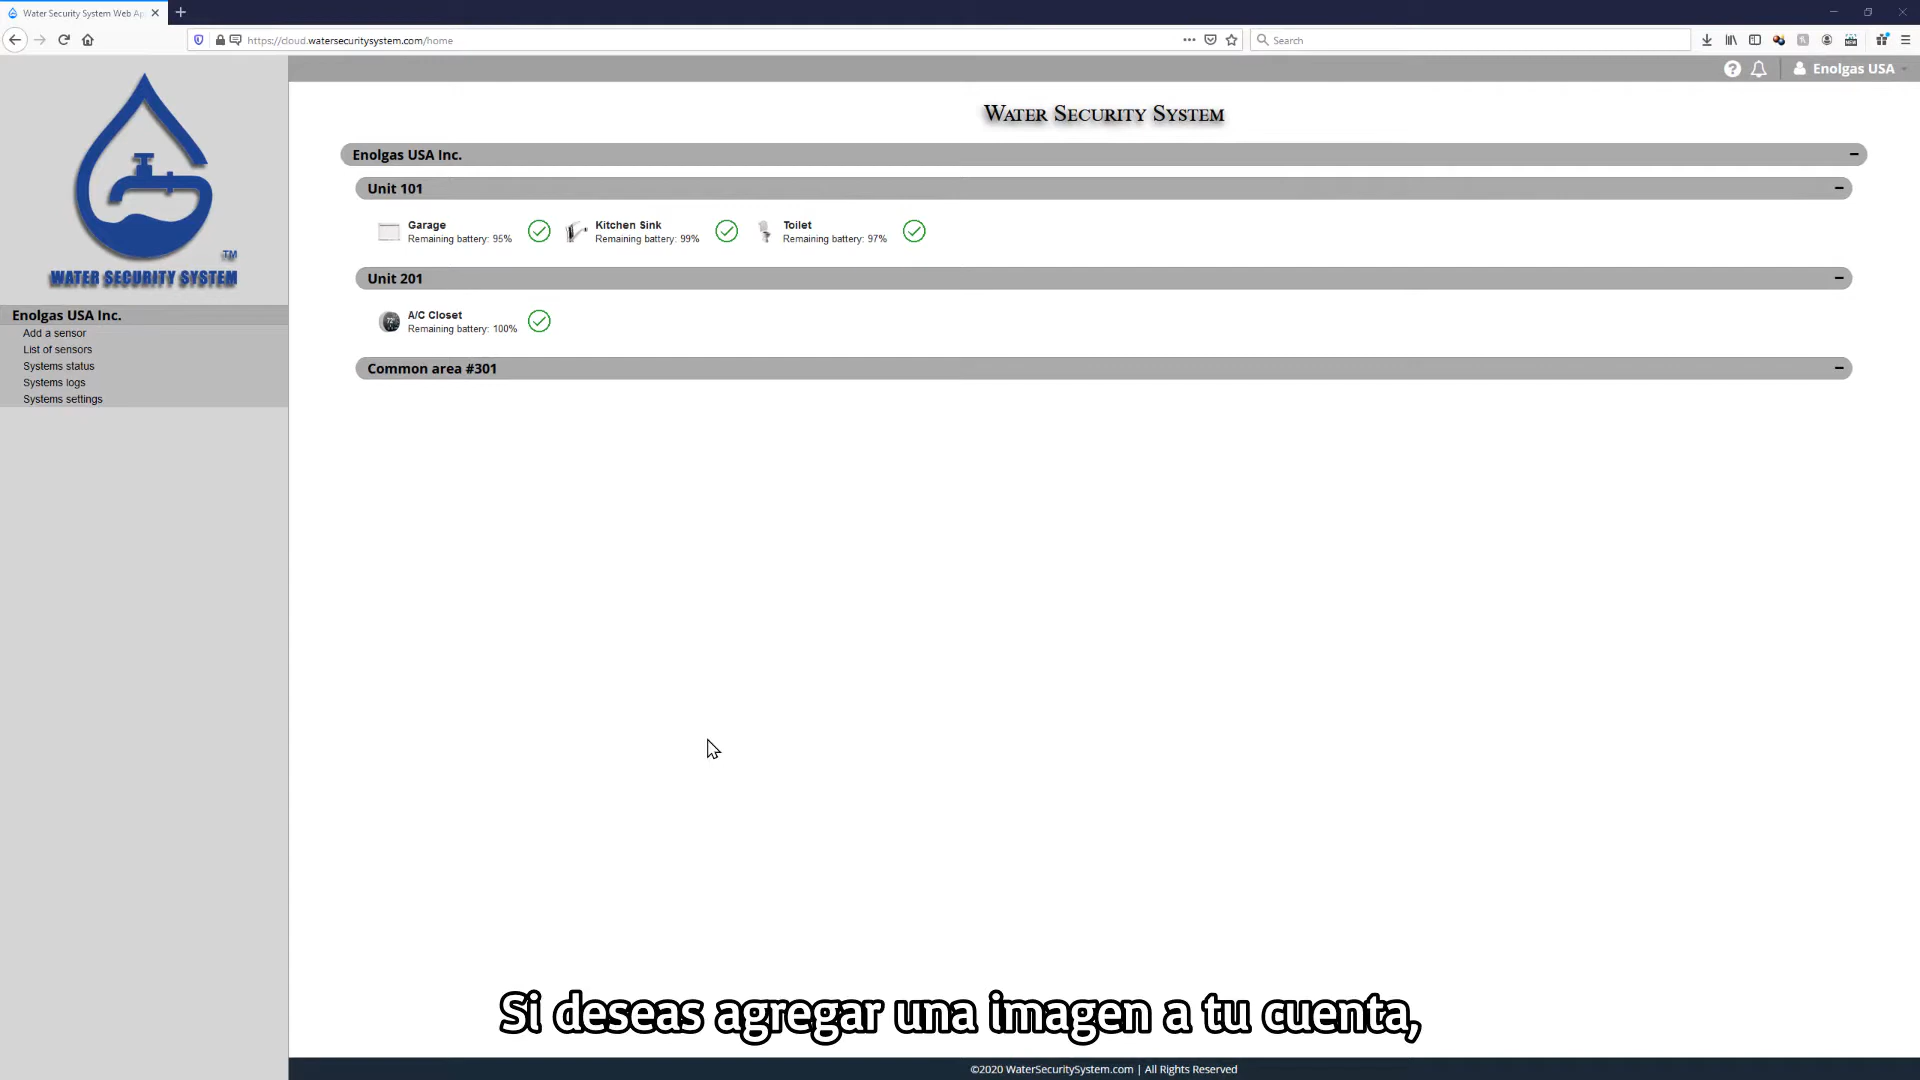 Water Security System Web Ap
https://cloud.watersecuritysystem.com/home
Search
Enolgas USA
WATER SECURITY SYSTEM
TM
WATER SECURITY SYSTEM
Enolgas USA Inc.
Add a sensor
List of sensors
Systems status
Systems logs
Systems settings
Enolgas USA Inc.
Unit 101
Garage
Remaining battery: 95%
Kitchen Sink
Remaining battery: 99%
Toilet
Remaining battery: 97%
Unit 201
A/C Closet
Remaining battery: 100%
Common area #301
Si deseas agregar una imagen a tu cuenta,
©2020 WaterSecuritySystem.com | All Rights Reserved